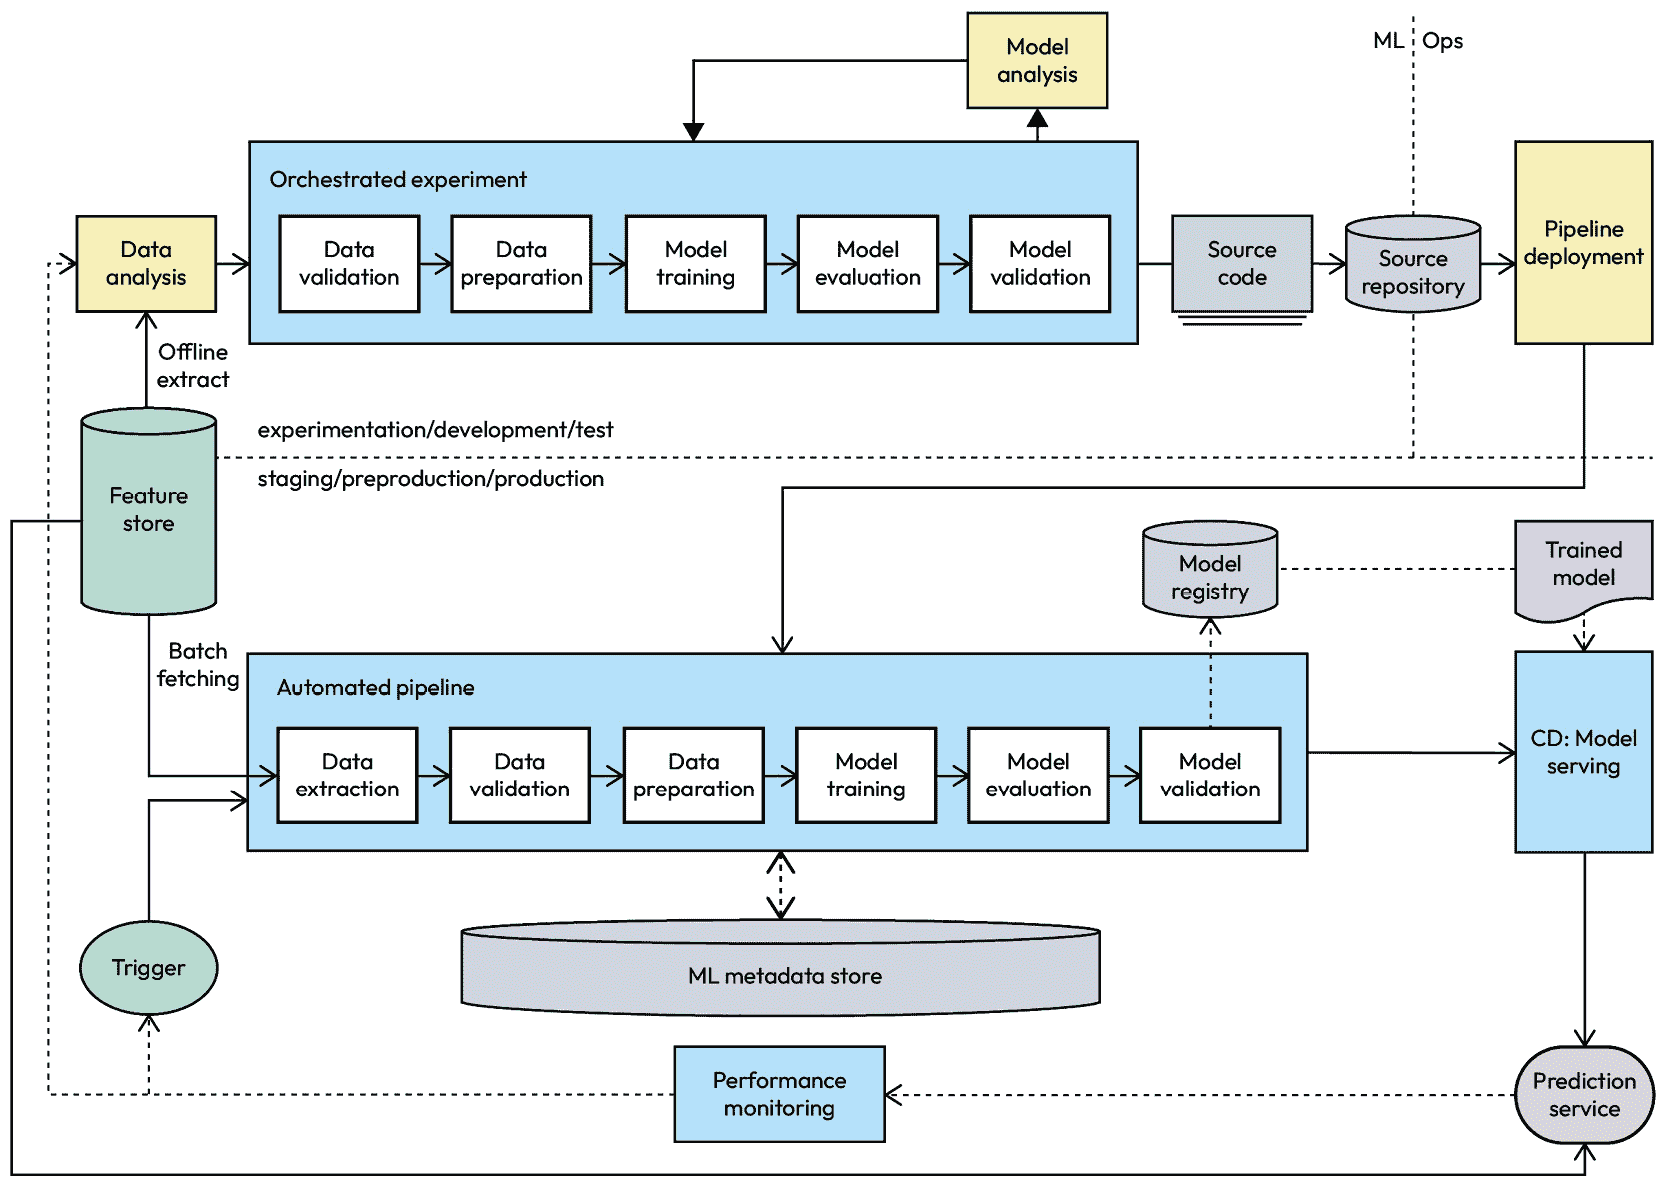 Model
analysis
ML
Ops
Orchestrated experiment
Data
analysis
Data
validation
Data
preparation
Model
training
Model
evaluation
Model
validation
Source
code
Source
repository
Pipeline
deployment
Offline
extract
experimentation/development/test
staging/preproduction/production
Feature
store
Model
registry
Trained
model
Batch
fetching
Automated pipeline
Data
extraction
Data
validation
Data
preparation
Model
training
Model
evaluation
Model
validation
CD: Model
serving
Trigger
ML metadata store
Performance
monitoring
Prediction
service